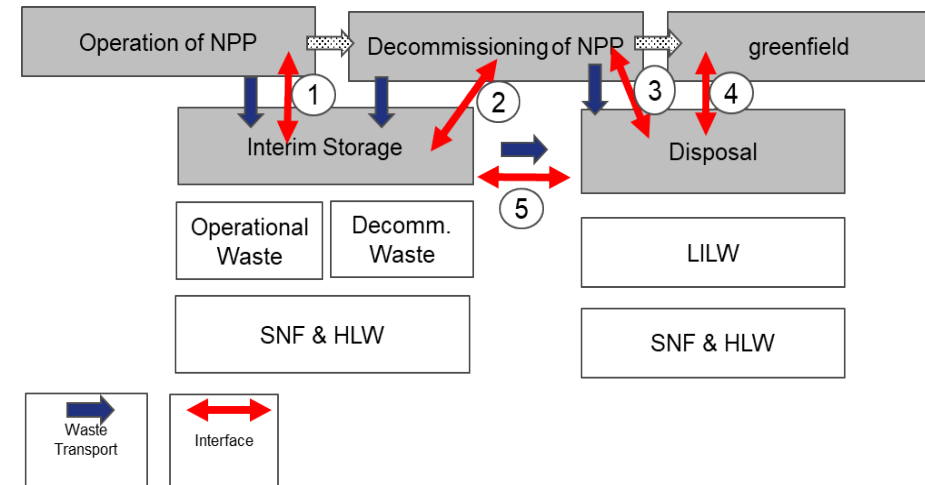 Operation of NPP
Decommissioning of NPP
greenfield
1
2
3
4
Interim Storage
Disposal
5
Operational
Waste
Decomm.
Waste
LILW
SNF & HLW
SNF & HLW
Waste
Transport
Interface